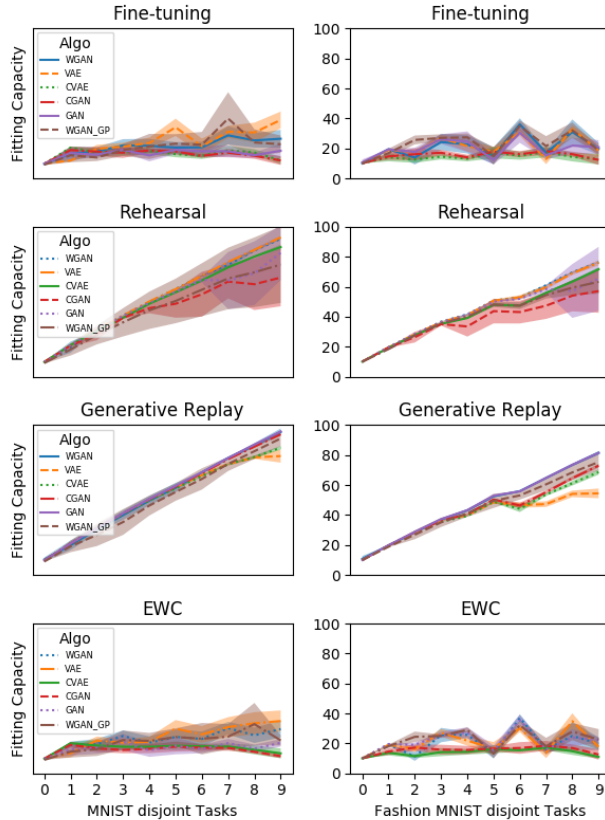 Fine-tuning
Fine-tuning
Fitting Capacity
Algo
WGAN
VAE
CVAE
CGAN
GAN
WGAN_GP
100
80
60
40
20
0
Rehearsal
Rehearsal
Fitting Capacity
Algo
WGAN
VAE
CVAE
CGAN
GAN
WGAN_GP
100
80
60
40
20
0
Generative Replay
Generative Replay
Fitting Capacity
Algo
WGAN
VAE
CVAE
CGAN
GAN
WGAN_GP
100
80
60
40
20
0
EWC
EWC
Fitting Capacity
Algo
WGAN
VAE
CVAE
CGAN
GAN
WGAN_GP
100
80
60
40
20
0
0 1 2 3 4 5 6 7 8 9
0 1 2 3 4 5 6 7 8 9
MNIST disjoint Tasks
Fashion MNIST disjoint Tasks